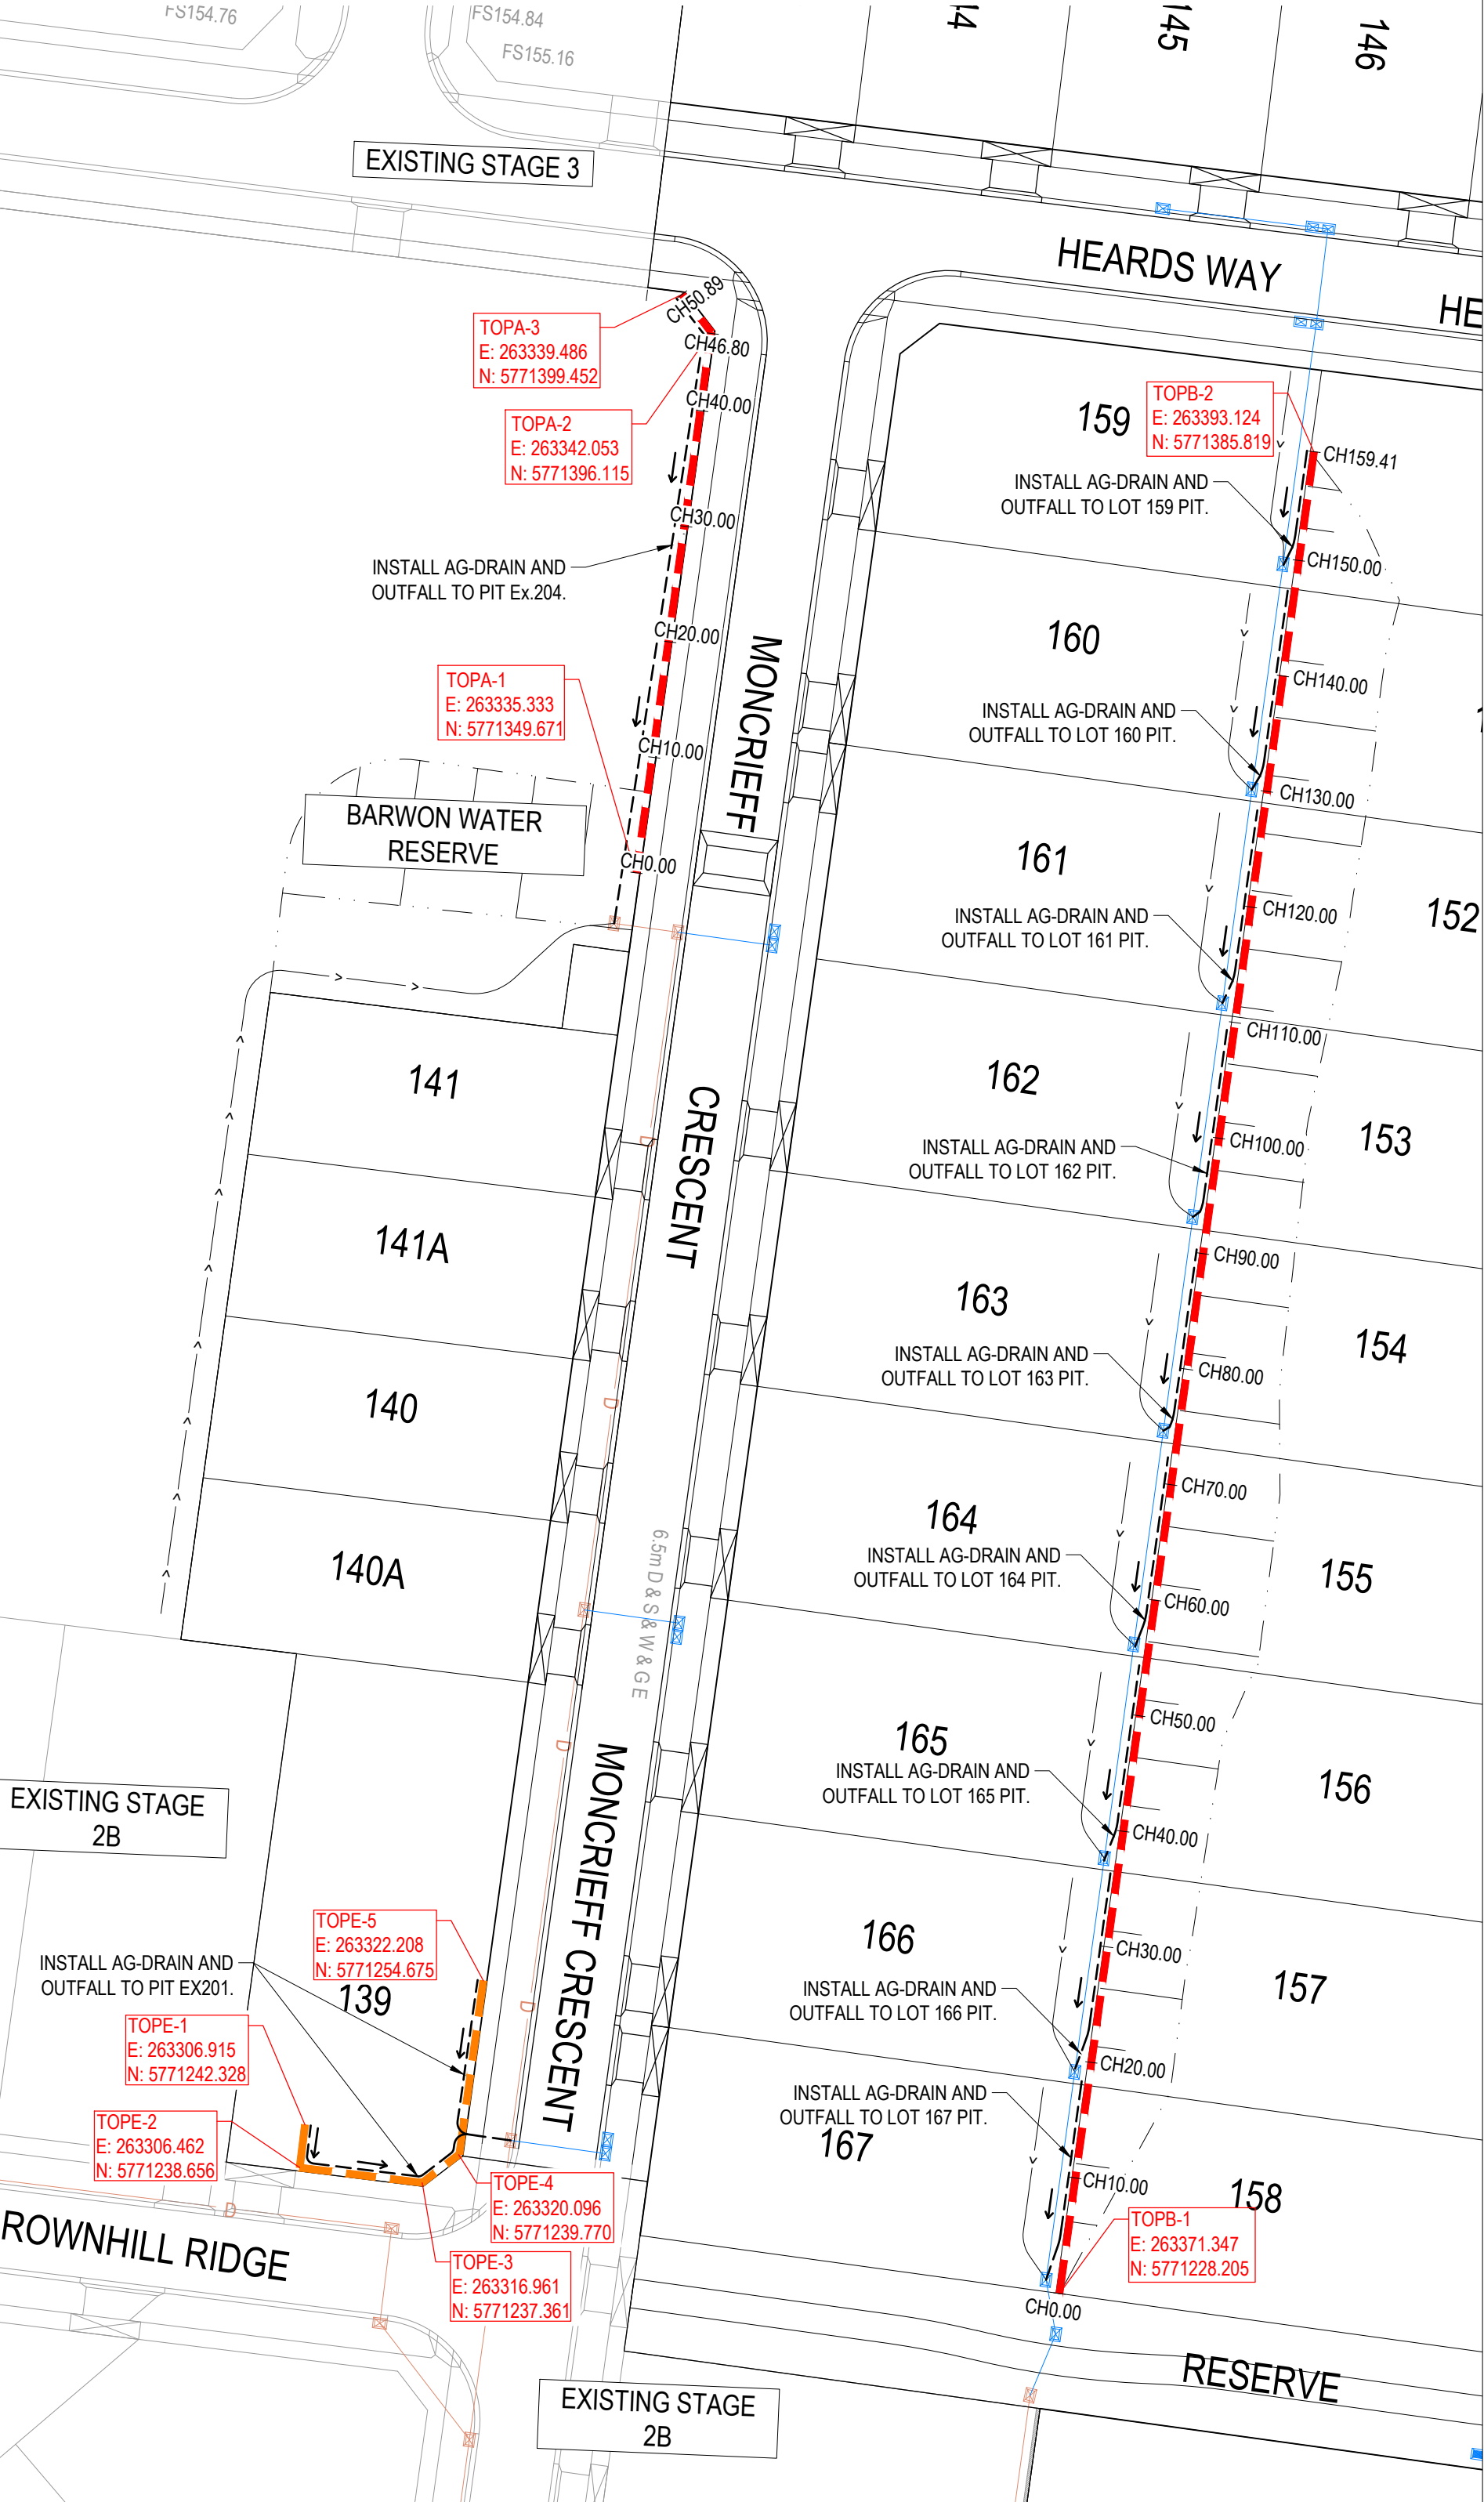 FS154.76
FS154.84
FS155.16
145
146
EXISTING STAGE 3
HEARDS WAY
TOPA-3
E: 263339.486
N: 5771399.452
CH50.89
CH46.80
TOPA-2
E: 263342.053
N: 5771396.115
CH40.00
159
TOPB-2
E: 263393.124
N: 5771385.819
CH159.41
INSTALL AG-DRAIN AND
OUTFALL TO LOT 159 PIT.
CH30.00
INSTALL AG-DRAIN AND
OUTFALL TO PIT Ex.204.
CH150.00
CH20.00
160
MONCRIEFF
TOPA-1
E: 263335.333
N: 5771349.671
CH140.00
INSTALL AG-DRAIN AND
OUTFALL TO LOT 160 PIT.
CH10.00
CH130.00
BARWON WATER
RESERVE
CH0.00
161
CH120.00
152
INSTALL AG-DRAIN AND
OUTFALL TO LOT 161 PIT.
CH110.00
141
162
CRESCENT
CH100.00
153
INSTALL AG-DRAIN AND
OUTFALL TO LOT 162 PIT.
D
141A
CH90.00
163
154
INSTALL AG-DRAIN AND
OUTFALL TO LOT 163 PIT.
CH80.00
140
D
CH70.00
164
INSTALL AG-DRAIN AND
OUTFALL TO LOT 164 PIT.
140A
155
CH60.00
6.5m D & S & W & G E
165
CH50.00
D
INSTALL AG-DRAIN AND
OUTFALL TO LOT 165 PIT.
156
EXISTING STAGE
2B
MONCRIEFF CRESCENT
CH40.00
TOPE-5
E: 263322.208
N: 5771254.675
166
CH30.00
INSTALL AG-DRAIN AND
OUTFALL TO PIT EX201.
139
INSTALL AG-DRAIN AND
OUTFALL TO LOT 166 PIT.
157
D
TOPE-1
E: 263306.915
N: 5771242.328
CH20.00
INSTALL AG-DRAIN AND
OUTFALL TO LOT 167 PIT.
TOPE-2
E: 263306.462
N: 5771238.656
167
CH10.00
158
TOPE-4
E: 263320.096
N: 5771239.770
D
TOPB-1
E: 263371.347
N: 5771228.205
ROWNHILL RIDGE
TOPE-3
E: 263316.961
N: 5771237.361
CH0.00
RESERVE
EXISTING STAGE
2B